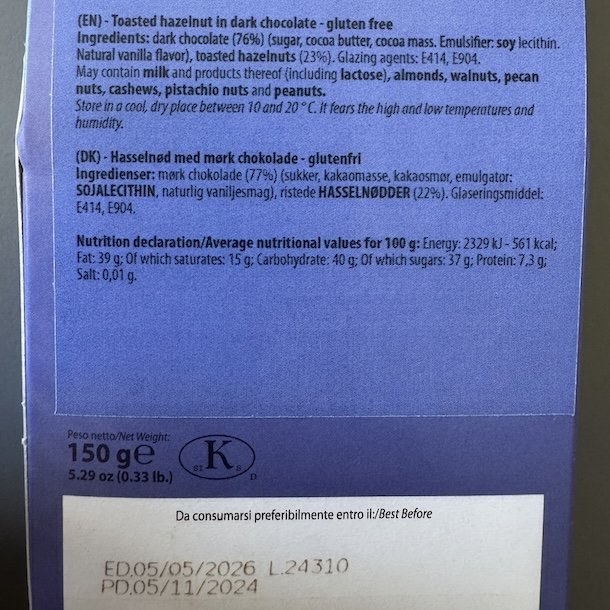 (EN) - Toasted hazelnut in dark chocolate - gluten free
Ingredients: dark chocolate (76%) (sugar, cocoa butter, cocoa mass. Emulsifier: soy lecithin.
Natural vanilla flavor), toasted hazelnuts (23%). Glazing agents: E414, E904.
May contain milk and products thereof (including lactose), almonds, walnuts, pecan
nuts, cashews, pistachio nuts and peanuts.
Store in a cool, dry place between 10 and 20 °C. It fears the high and low temperatures and
humidity.
(DK) - Hasselnød med mørk chokolade - glutenfri
Ingredienser: mørk chokolade (77%) (sukker, kakaomasse, kakaosmør, emulgator:
SOJALECITHIN, naturlig vaniljesmag), ristede HASSELNØDDER (22%). Glaseringsmiddel:
E414, E904.
Nutrition declaration/Average nutritional values for 100 g: Energy: 2329 kJ - 561 kcal;
Fat: 39 g; Of which saturates: 15 g; Carbohydrate: 40 g; Of which sugars: 37 g; Protein: 7,3 g;
Salt: 0,01 g.
Peso netto/Net Weight:
150 g e
5.29 oz (0.33 lb.)
SI K S D
Da consumarsi preferibilmente entro il:/Best Before
ED.05/05/2026 L.24310
PD.05/11/2024